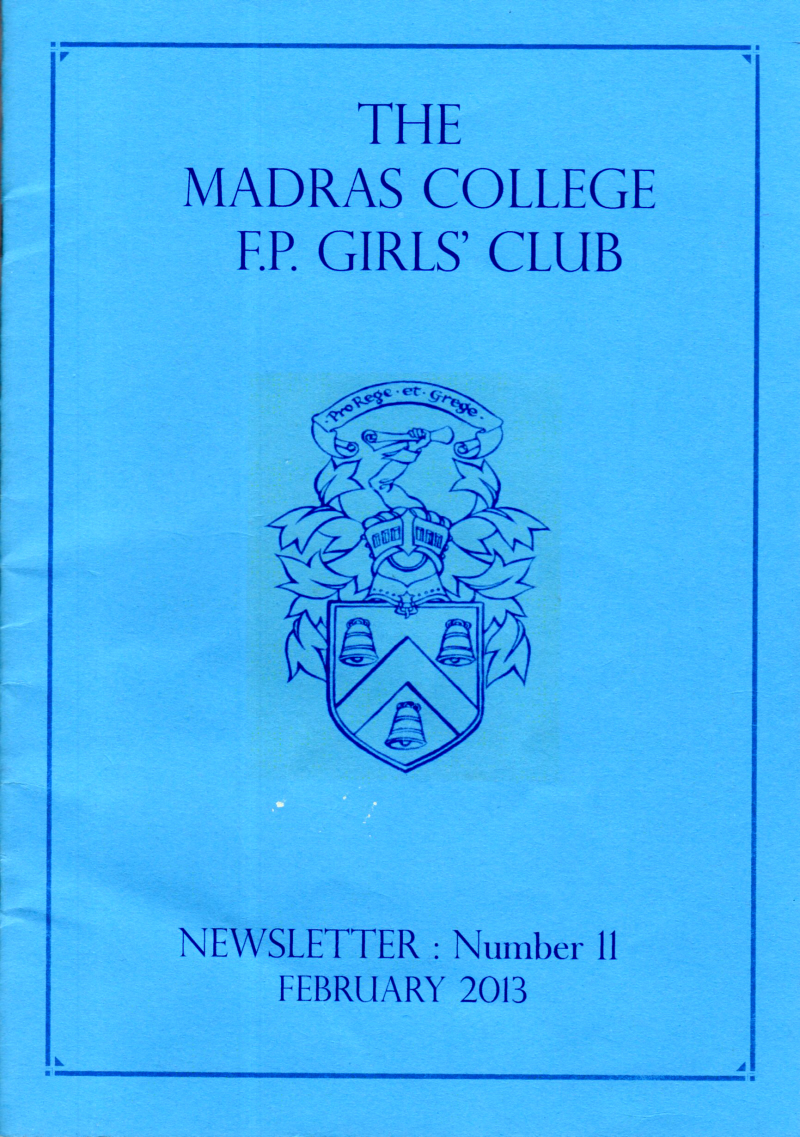 THE
MADRAS COLLEGE
F.P. GIRLS' CLUB
· Pro Rege · et · Grege ·
NEWSLETTER : Number 11
FEBRUARY 2013